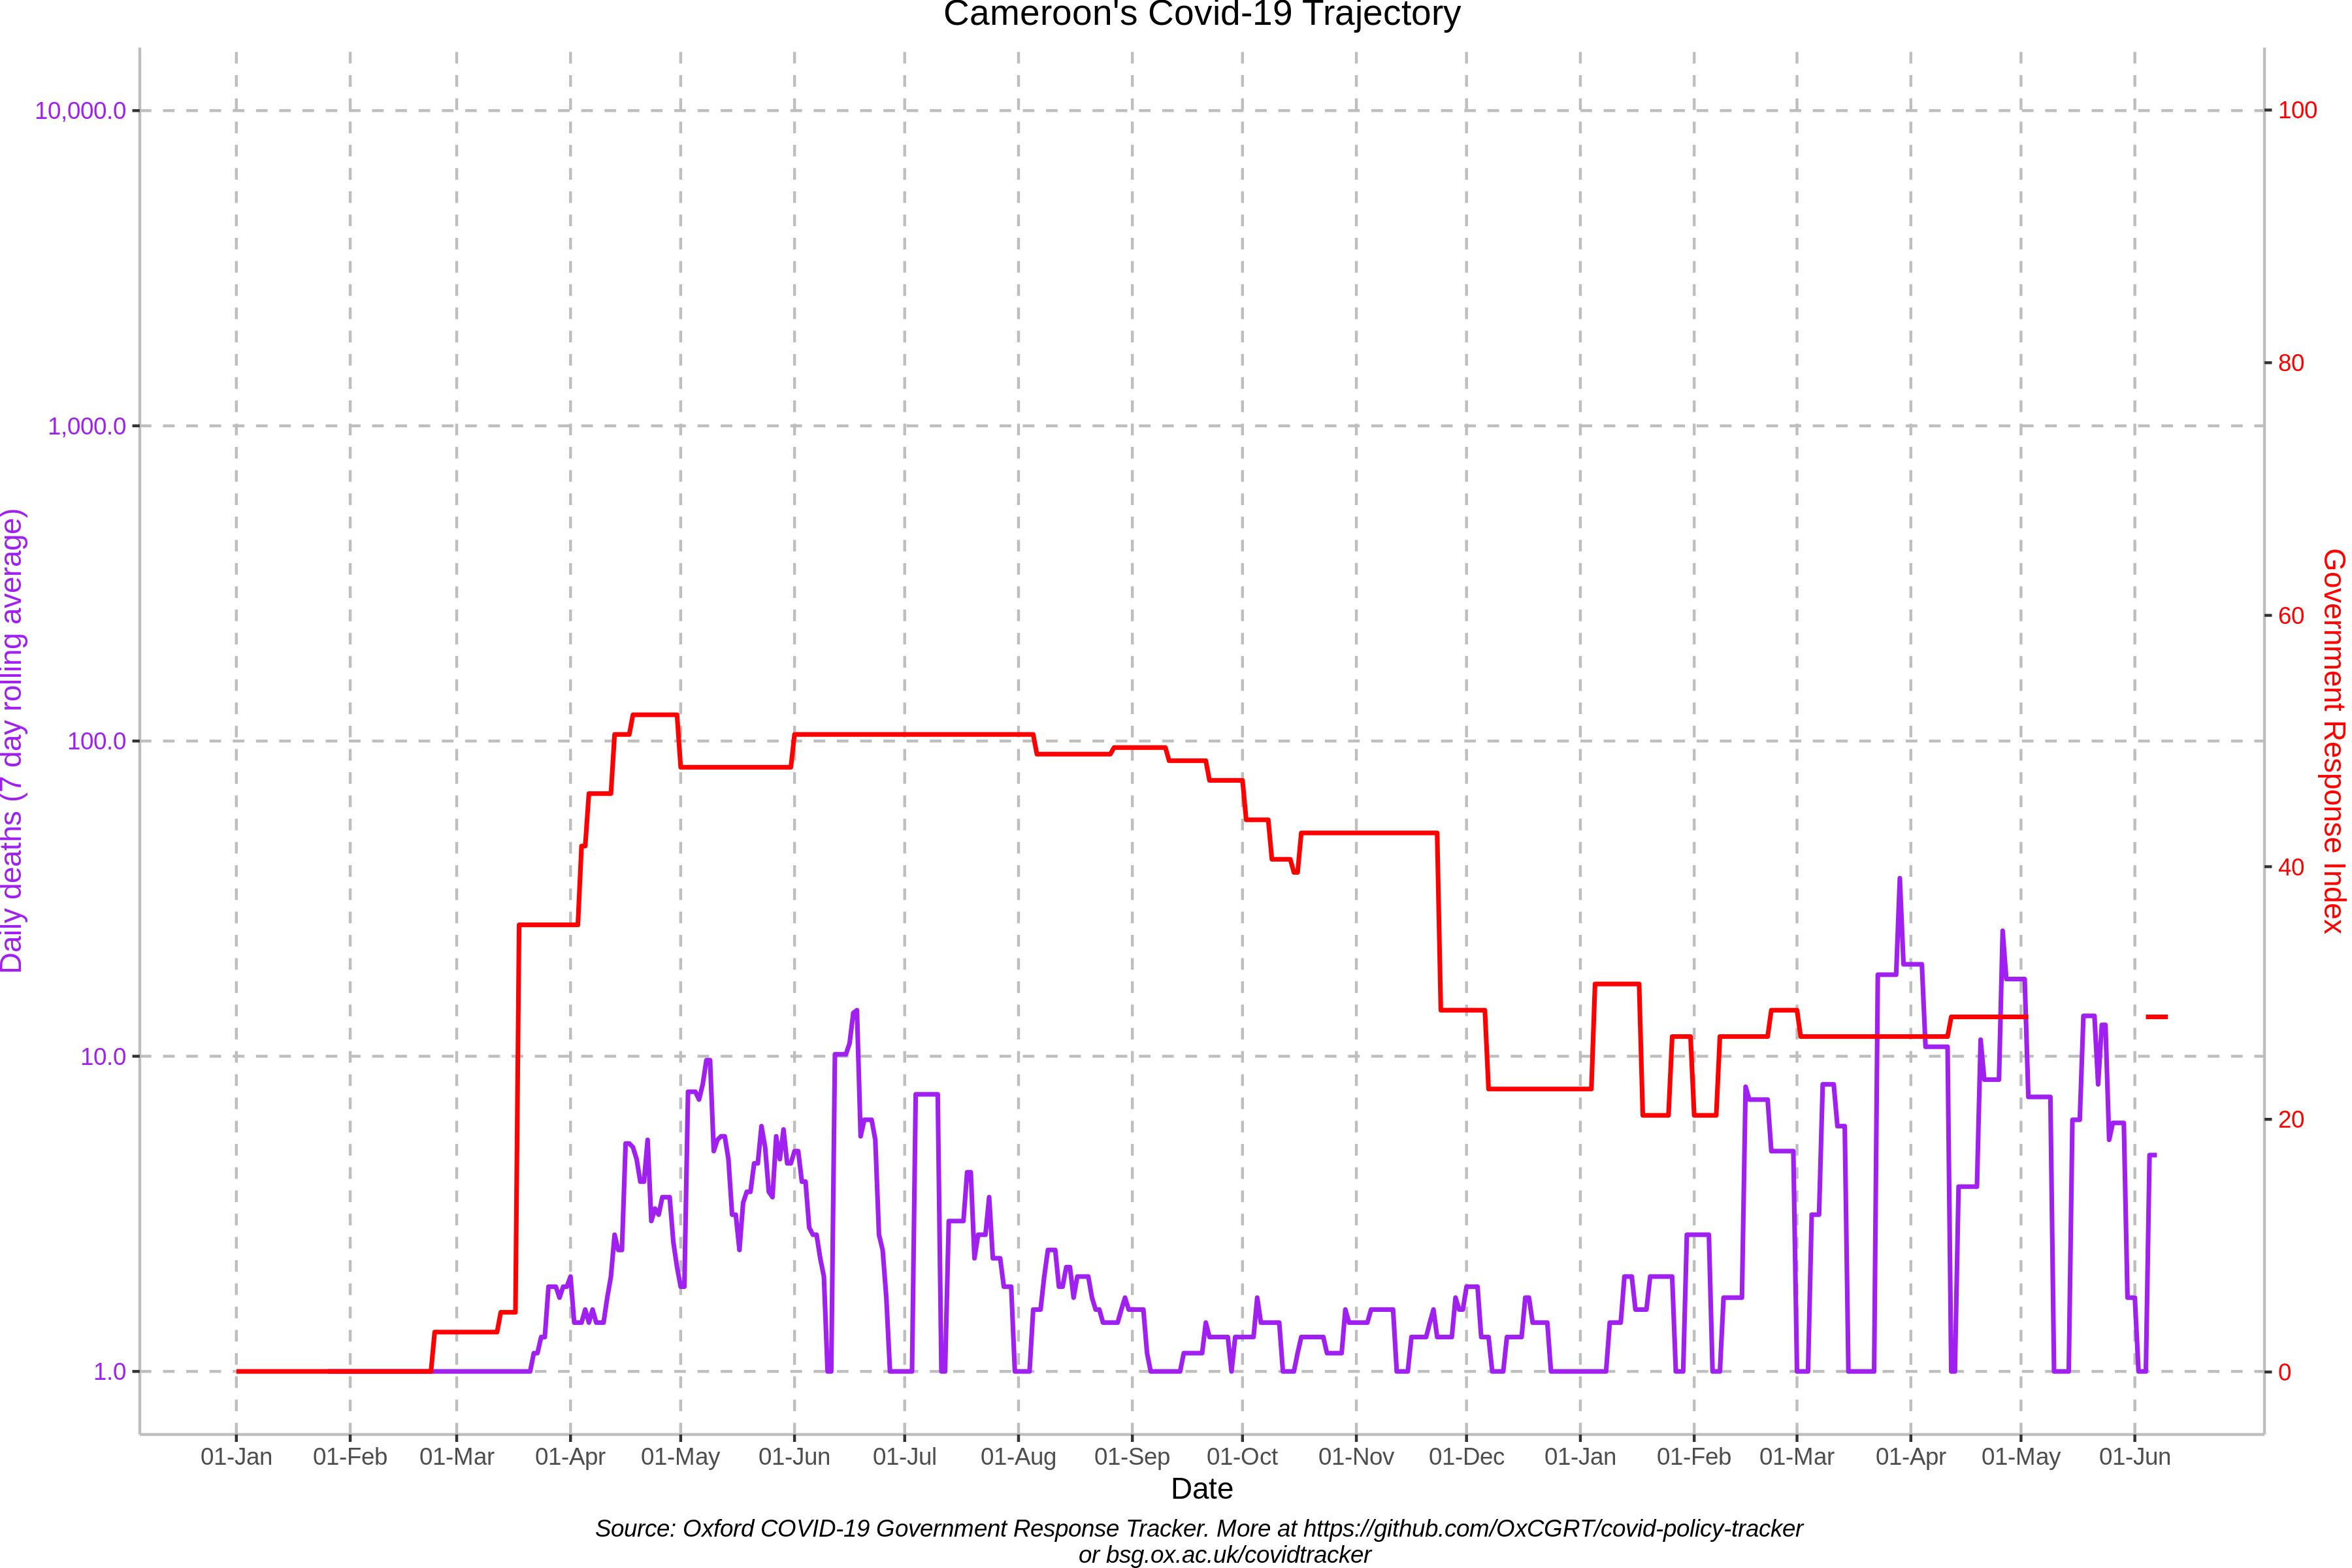 Cameroon's Covid-19 Trajectory
10,000.0
1,000.0
100.0
10.0
1.0
Daily deaths (7 day rolling average)
100
80
60
40
20
0
Government Response Index
01-Jan 01-Feb 01-Mar 01-Apr 01-May 01-Jun 01-Jul 01-Aug 01-Sep 01-Oct 01-Nov 01-Dec 01-Jan 01-Feb 01-Mar 01-Apr 01-May 01-Jun
Date
Source: Oxford COVID-19 Government Response Tracker. More at https://github.com/OxCGRT/covid-policy-tracker
or bsg.ox.ac.uk/covidtracker